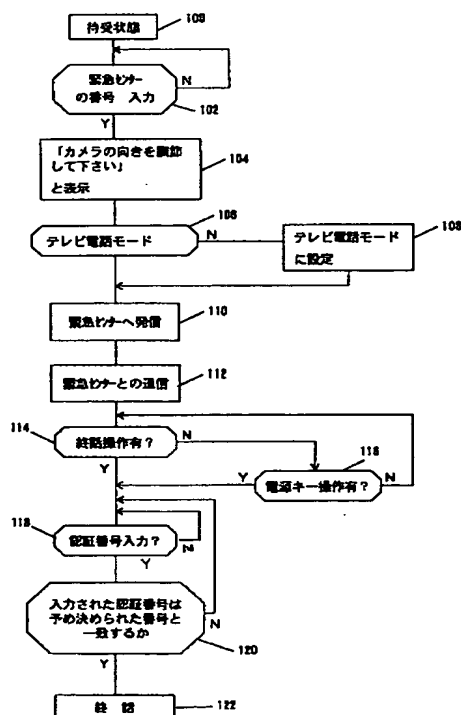 100
待受状態
緊急センター
の番号 入力
N
102
Y
「カメラの向きを調節
して下さい」
と表示
104
106
テレビ電話モード
N
テレビ電話モード
に設定
108
緊急センターへ発信
110
緊急センターとの通信
112
114
終話操作有?
N
116
Y
Y
電源キー操作有?
N
118
認証番号入力?
N
Y
入力された認証番号は
予め決められた番号と
一致するか
N
120
Y
終 話
122